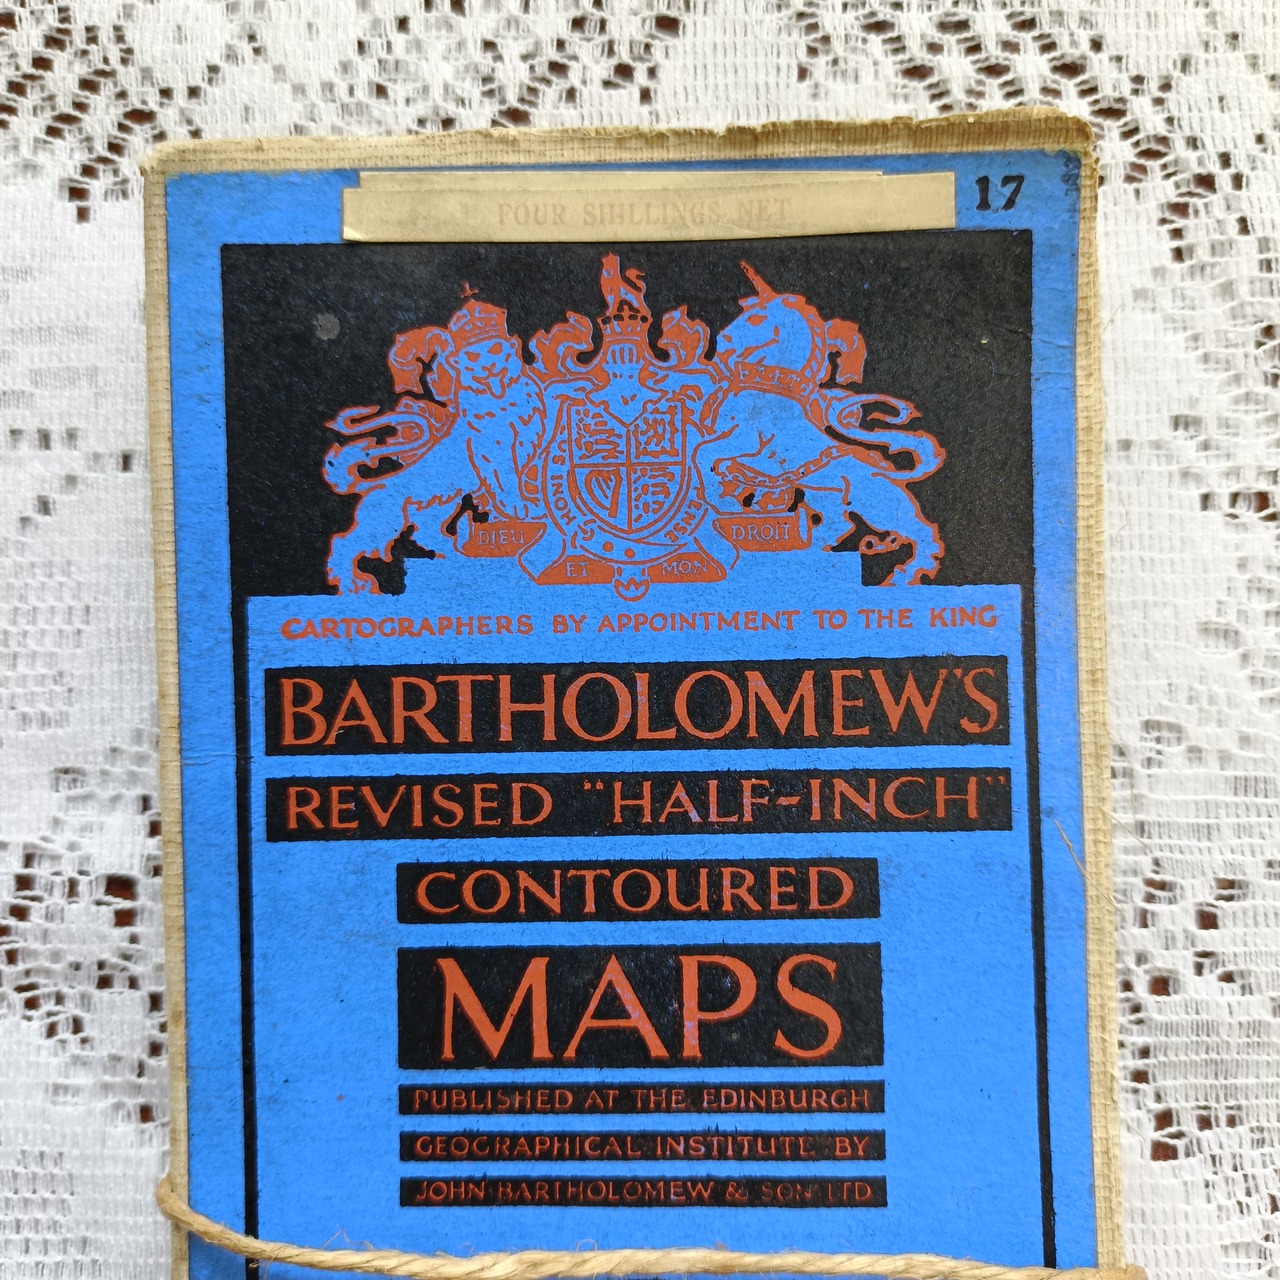 FOUR SHILLINGS NET
17
DIEU ET MON DROIT
CARTOGRAPHERS BY APPOINTMENT TO THE KING
BARTHOLOMEW'S
REVISED "HALF-INCH"
CONTOURED
MAPS
PUBLISHED AT THE EDINBURGH
GEOGRAPHICAL INSTITUTE BY
JOHN BARTHOLOMEW & SON LTD